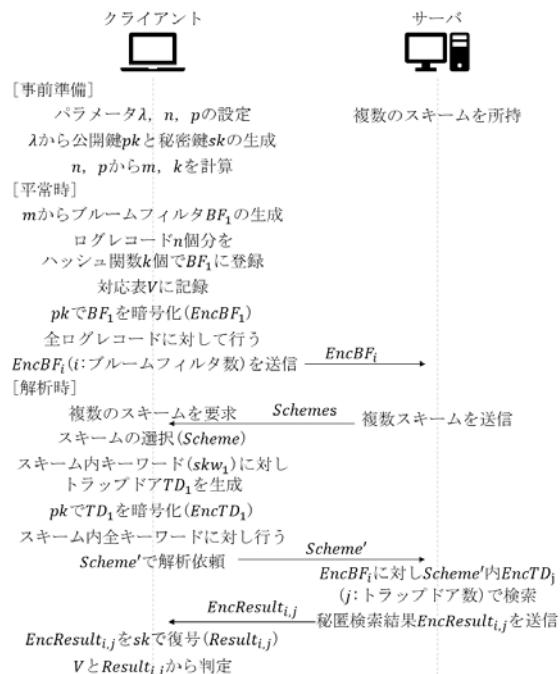 クライアント
サーバ
[事前準備]
パラメータλ, n, pの設定
複数のスキームを所持
λから公開鍵pkと秘密鍵skの生成
n, pからm, kを計算
[平常時]
mからブルームフィルタBF₁の生成
ログレコードn個分を
ハッシュ関数k個でBF₁に登録
対応表Vに記録
pkでBF₁を暗号化(EncBF₁)
全ログレコードに対して行う
EncBFᵢ(i:ブルームフィルタ数)を送信
EncBFᵢ
[解析時]
複数のスキームを要求
Schemes
複数スキームを送信
スキームの選択(Scheme)
スキーム内キーワード(skw₁)に対し
トラップドアTD₁を生成
pkでTD₁を暗号化(EncTD₁)
スキーム内全キーワードに対し行う
Scheme'で解析依頼
Scheme'
EncBFᵢに対しScheme'内EncTDⱼ
(j:トラップドア数)で検索
EncResultᵢ,ⱼ
秘匿検索結果EncResultᵢ,ⱼを送信
EncResultᵢ,ⱼをskで復号(Resultᵢ,ⱼ)
VとResultᵢ,ⱼから判定